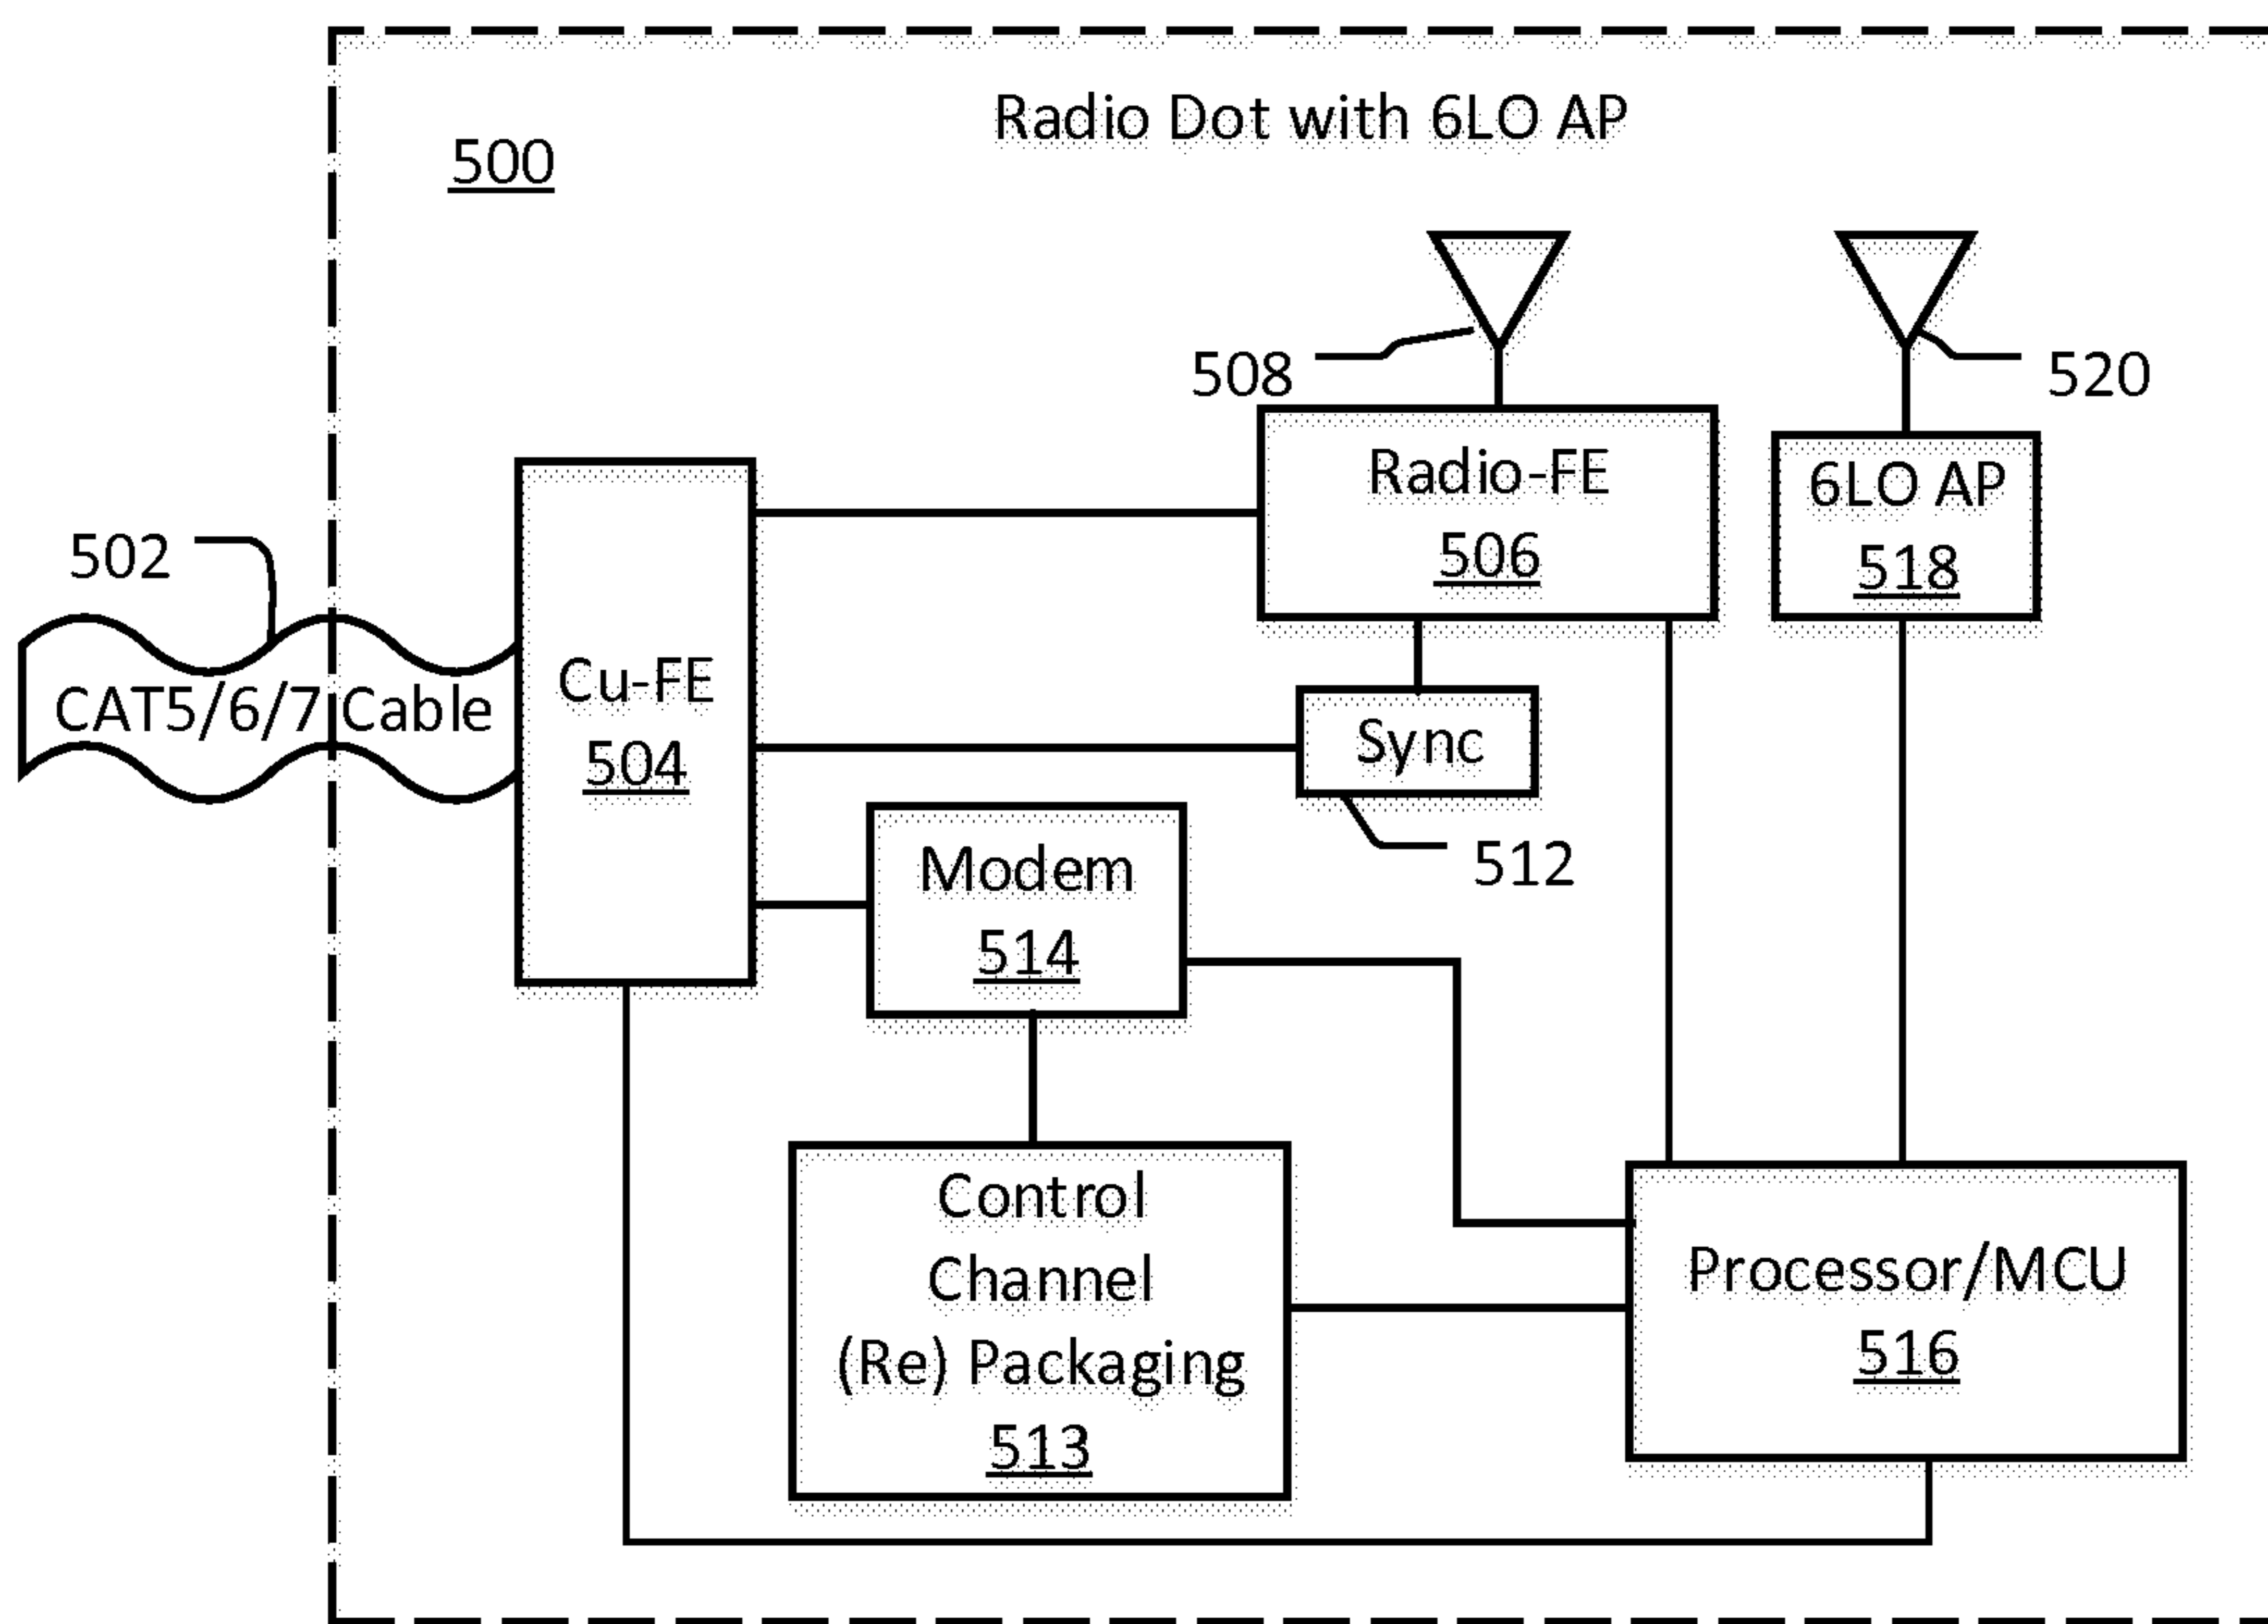 Radio Dot with 6LO AP
500
508
520
Radio-FE
506
6LO AP
518
502
CAT5/6/7 Cable
Cu-FE
504
Sync
512
Modem
514
Control
Channel
(Re) Packaging
513
Processor/MCU
516